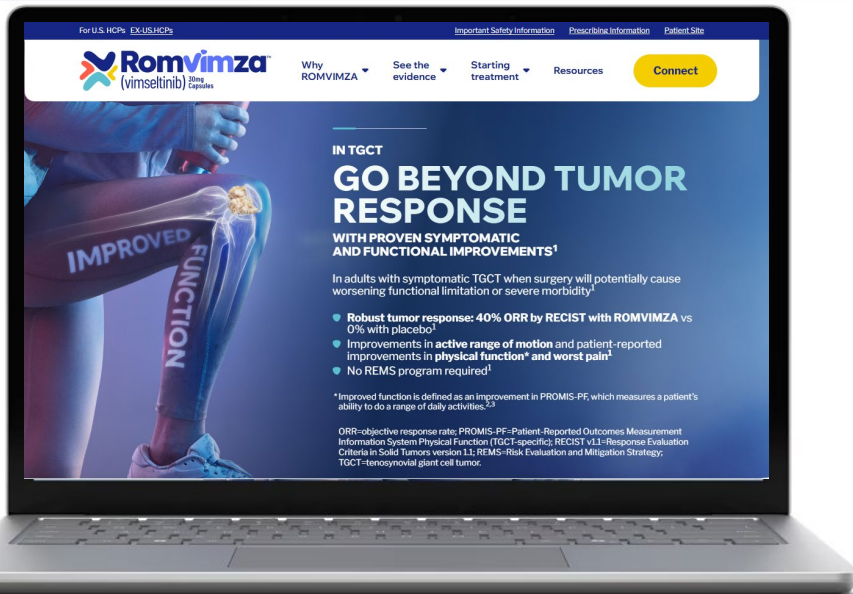 For U.S. HCPs EX-US.HCPs Important Safety Information Prescribing Information Patient Site
Romvimza™
(vimseltinib) 30mg Capsules
Why ROMVIMZA
See the evidence
Starting treatment
Resources
Connect
IMPROVED
FUNCTION
IN TGCT
GO BEYOND TUMOR
RESPONSE
WITH PROVEN SYMPTOMATIC
AND FUNCTIONAL IMPROVEMENTS¹
In adults with symptomatic TGCT when surgery will potentially cause
worsening functional limitation or severe morbidity¹
Robust tumor response: 40% ORR by RECIST with ROMVIMZA vs
0% with placebo¹
Improvements in active range of motion and patient-reported
improvements in physical function* and worst pain¹
No REMS program required¹
*Improved function is defined as an improvement in PROMIS-PF, which measures a patient's
ability to do a range of daily activities.²,³
ORR=objective response rate; PROMIS-PF=Patient-Reported Outcomes Measurement
Information System Physical Function (TGCT-specific); RECIST v1.1=Response Evaluation
Criteria in Solid Tumors version 1.1; REMS=Risk Evaluation and Mitigation Strategy;
TGCT=tenosynovial giant cell tumor.